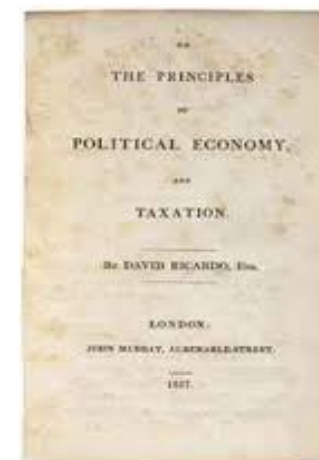 ON
THE PRINCIPLES
OF
POLITICAL ECONOMY,
AND
TAXATION.
By DAVID RICARDO, Esq.
LONDON:
JOHN MURRAY, ALBEMARLE-STREET.
1817.